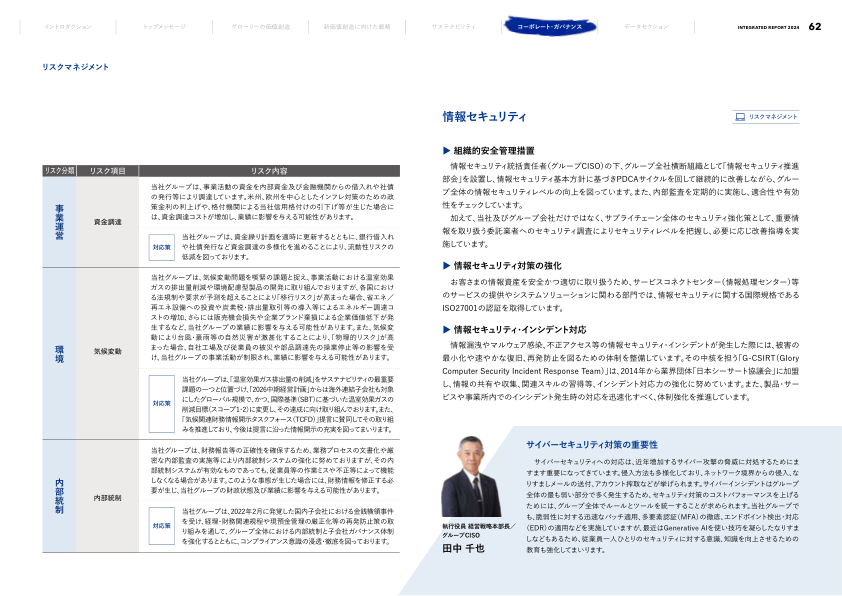 イントロダクション
トップメッセージ
グローリーの価値創造
新価値創造に向けた戦略
サステナビリティ
コーポレート・ガバナンス
データセクション
INTEGRATED REPORT 2024 62
リスクマネジメント
リスク分類 リスク項目 リスク内容
事業運営
資金調達
当社グループは、事業活動の資金を内部資金及び金融機関からの借入れや社債
の発行等により調達しています。米州、欧州を中心としたインフレ対策のための政
策金利の利上げや、格付機関による当社信用格付けの引下げ等が生じた場合に
は、資金調達コストが増加し、業績に影響を与える可能性があります。
対応策
当社グループは、資金繰り計画を適時に更新するとともに、銀行借入れ
や社債発行など資金調達の多様化を進めることにより、流動性リスクの
低減を図っております。
環境
気候変動
当社グループは、気候変動問題を喫緊の課題と捉え、事業活動における温室効果
ガスの排出量削減や環境配慮型製品の開発に取り組んでおりますが、各国におけ
る法規制や要求が予測を超えることにより「移行リスク」が高まった場合、省エネ／
再エネ設備への投資や炭素税・排出量取引等の導入等によるエネルギー調達コ
ストの増加、さらには販売機会損失や企業ブランド棄損による企業価値低下が発
生するなど、当社グループの業績に影響を与える可能性があります。また、気候変
動により台風・豪雨等の自然災害が激甚化することにより、「物理的リスク」が高
まった場合、自社工場及び従業員の被災や部品調達先の操業停止等の影響を受
け、当社グループの事業活動が制限され、業績に影響を与える可能性があります。
対応策
当社グループは、「温室効果ガス排出量の削減」をサステナビリティの最重要
課題の一つと位置づけ、「2026中期経営計画」からは海外連結子会社も対象
にしたグローバル規模で、かつ、国際基準（SBT）に基づいた温室効果ガスの
削減目標（スコープ1・2）に変更し、その達成に向け取り組んでおります。また、
「気候関連財務情報開示タスクフォース（TCFD）」提言に賛同してその取り組
みを推進しており、今後は提言に沿った情報開示の充実を図ってまいります。
内部統制
内部統制
当社グループは、財務報告等の正確性を確保するため、業務プロセスの文書化や厳
密な内部監査の実施等により内部統制システムの強化に努めておりますが、その内
部統制システムが有効なものであっても、従業員等の作業ミスや不正等によって機能
しなくなる場合があります。このような事態が生じた場合には、財務情報を修正する必
要が生じ、当社グループの財政状態及び業績に影響を与える可能性があります。
対応策
当社グループは、2022年2月に発覚した国内子会社における金銭横領事件
を受け、経理・財務関連規程や現預金管理の厳正化等の再発防止策の取
り組みを通して、グループ全体における内部統制と子会社ガバナンス体制
を強化するとともに、コンプライアンス意識の浸透・徹底を図っております。
情報セキュリティ
リスクマネジメント
▶ 組織的安全管理措置
情報セキュリティ統括責任者（グループCISO）の下、グループ全社横断組織として「情報セキュリティ推進
部会」を設置し、情報セキュリティ基本方針に基づきPDCAサイクルを回して継続的に改善しながら、グルー
プ全体の情報セキュリティレベルの向上を図っています。また、内部監査を定期的に実施し、適合性や有効
性をチェックしています。
加えて、当社及びグループ会社だけではなく、サプライチェーン全体のセキュリティ強化策として、重要情
報を取り扱う委託業者へのセキュリティ調査によりセキュリティレベルを把握し、必要に応じ改善指導を実
施しています。
▶ 情報セキュリティ対策の強化
お客さまの情報資産を安全かつ適切に取り扱うため、サービスコネクトセンター（情報処理センター）等
のサービスの提供やシステムソリューションに関わる部門では、情報セキュリティに関する国際規格である
ISO27001の認証を取得しています。
▶ 情報セキュリティ・インシデント対応
情報漏洩やマルウェア感染、不正アクセス等の情報セキュリティ・インシデントが発生した際には、被害の
最小化や速やかな復旧、再発防止を図るための体制を整備しています。その中核を担う「G-CSIRT（Glory
Computer Security Incident Response Team）」は、2014年から業界団体「日本シーサート協議会」に加盟
し、情報の共有や収集、関連スキルの習得等、インシデント対応力の強化に努めています。また、製品・サー
ビスや事業所内でのインシデント発生時の対応を迅速化すべく、体制強化を推進しています。
サイバーセキュリティ対策の重要性
サイバーセキュリティへの対応は、近年増加するサイバー攻撃の脅威に対処するためにま
すます重要になってきています。侵入方法も多様化しており、ネットワーク境界からの侵入、な
りすましメールの送付、アカウント搾取などが挙げられます。サイバーインシデントはグループ
全体の最も弱い部分で多く発生するため、セキュリティ対策のコストパフォーマンスを上げる
ためには、グループ全体でルールとツールを統一することが求められます。当社グループで
も、脆弱性に対する迅速なパッチ適用、多要素認証（MFA）の徹底、エンドポイント検出・対応
（EDR）の適用などを実施していますが、最近はGenerative AIを使い技巧を凝らしたなりすま
しなどもあるため、従業員一人ひとりのセキュリティに対する意識、知識を向上させるための
教育も強化してまいります。
執行役員 経営戦略本部長／
グループCISO
田中 千也